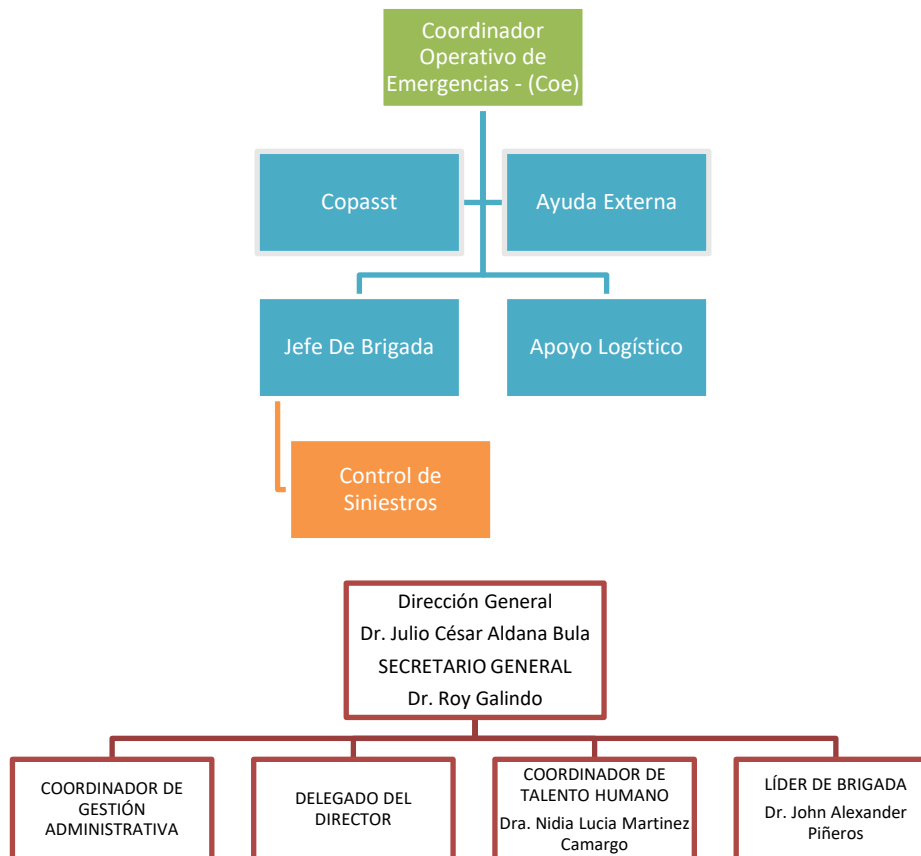 Coordinador
Operativo de
Emergencias - (Coe)
Copasst
Ayuda Externa
Jefe De Brigada
Apoyo Logístico
Control de
Siniestros
Dirección General
Dr. Julio César Aldana Bula
SECRETARIO GENERAL
Dr. Roy Galindo
COORDINADOR DE
GESTIÓN
ADMINISTRATIVA
DELEGADO DEL
DIRECTOR
COORDINADOR DE
TALENTO HUMANO
Dra. Nidia Lucia Martinez
Camargo
LÍDER DE BRIGADA
Dr. John Alexander
Piñeros